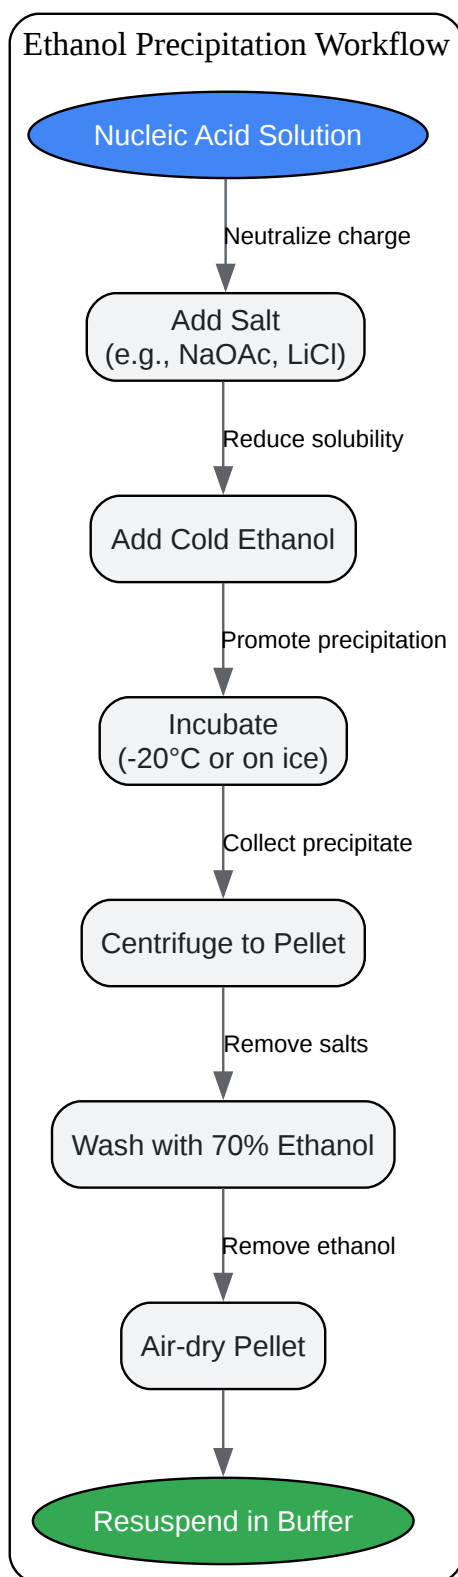 Ethanol Precipitation Workflow
Nucleic Acid Solution
Neutralize charge
Add Salt
(e.g., NaOAc, LiCl)
Reduce solubility
Add Cold Ethanol
Promote precipitation
Incubate
(-20°C or on ice)
Collect precipitate
Centrifuge to Pellet
Remove salts
Wash with 70% Ethanol
Remove ethanol
Air-dry Pellet
Resuspend in Buffer